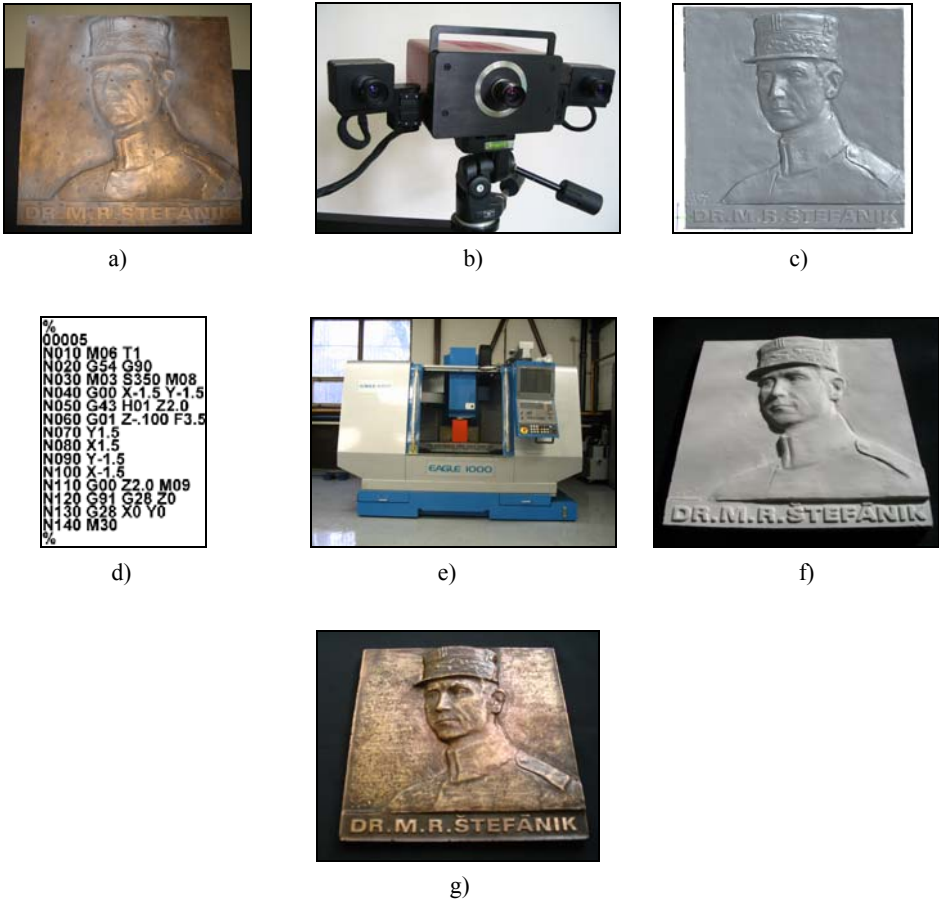 DR.M.R.ŠTEFÁNIK
a)
b)
DR.M.R.ŠTEFÁNIK
c)
%
00005
N010 M06 T1
N020 G54 G90
N030 M03 S350 M08
N040 G00 X-1.5 Y-1.5
N050 G43 H01 Z2.0
N060 G01 Z-.100 F3.5
N070 Y1.5
N080 X1.5
N090 Y-1.5
N100 X-1.5
N110 G00 Z2.0 M09
N120 G91 G28 Z0
N130 G28 X0 Y0
N140 M30
%
d)
EAGLE 1000
e)
DR.M.R.ŠTEFÁNIK
f)
DR.M.R.ŠTEFÁNIK
g)